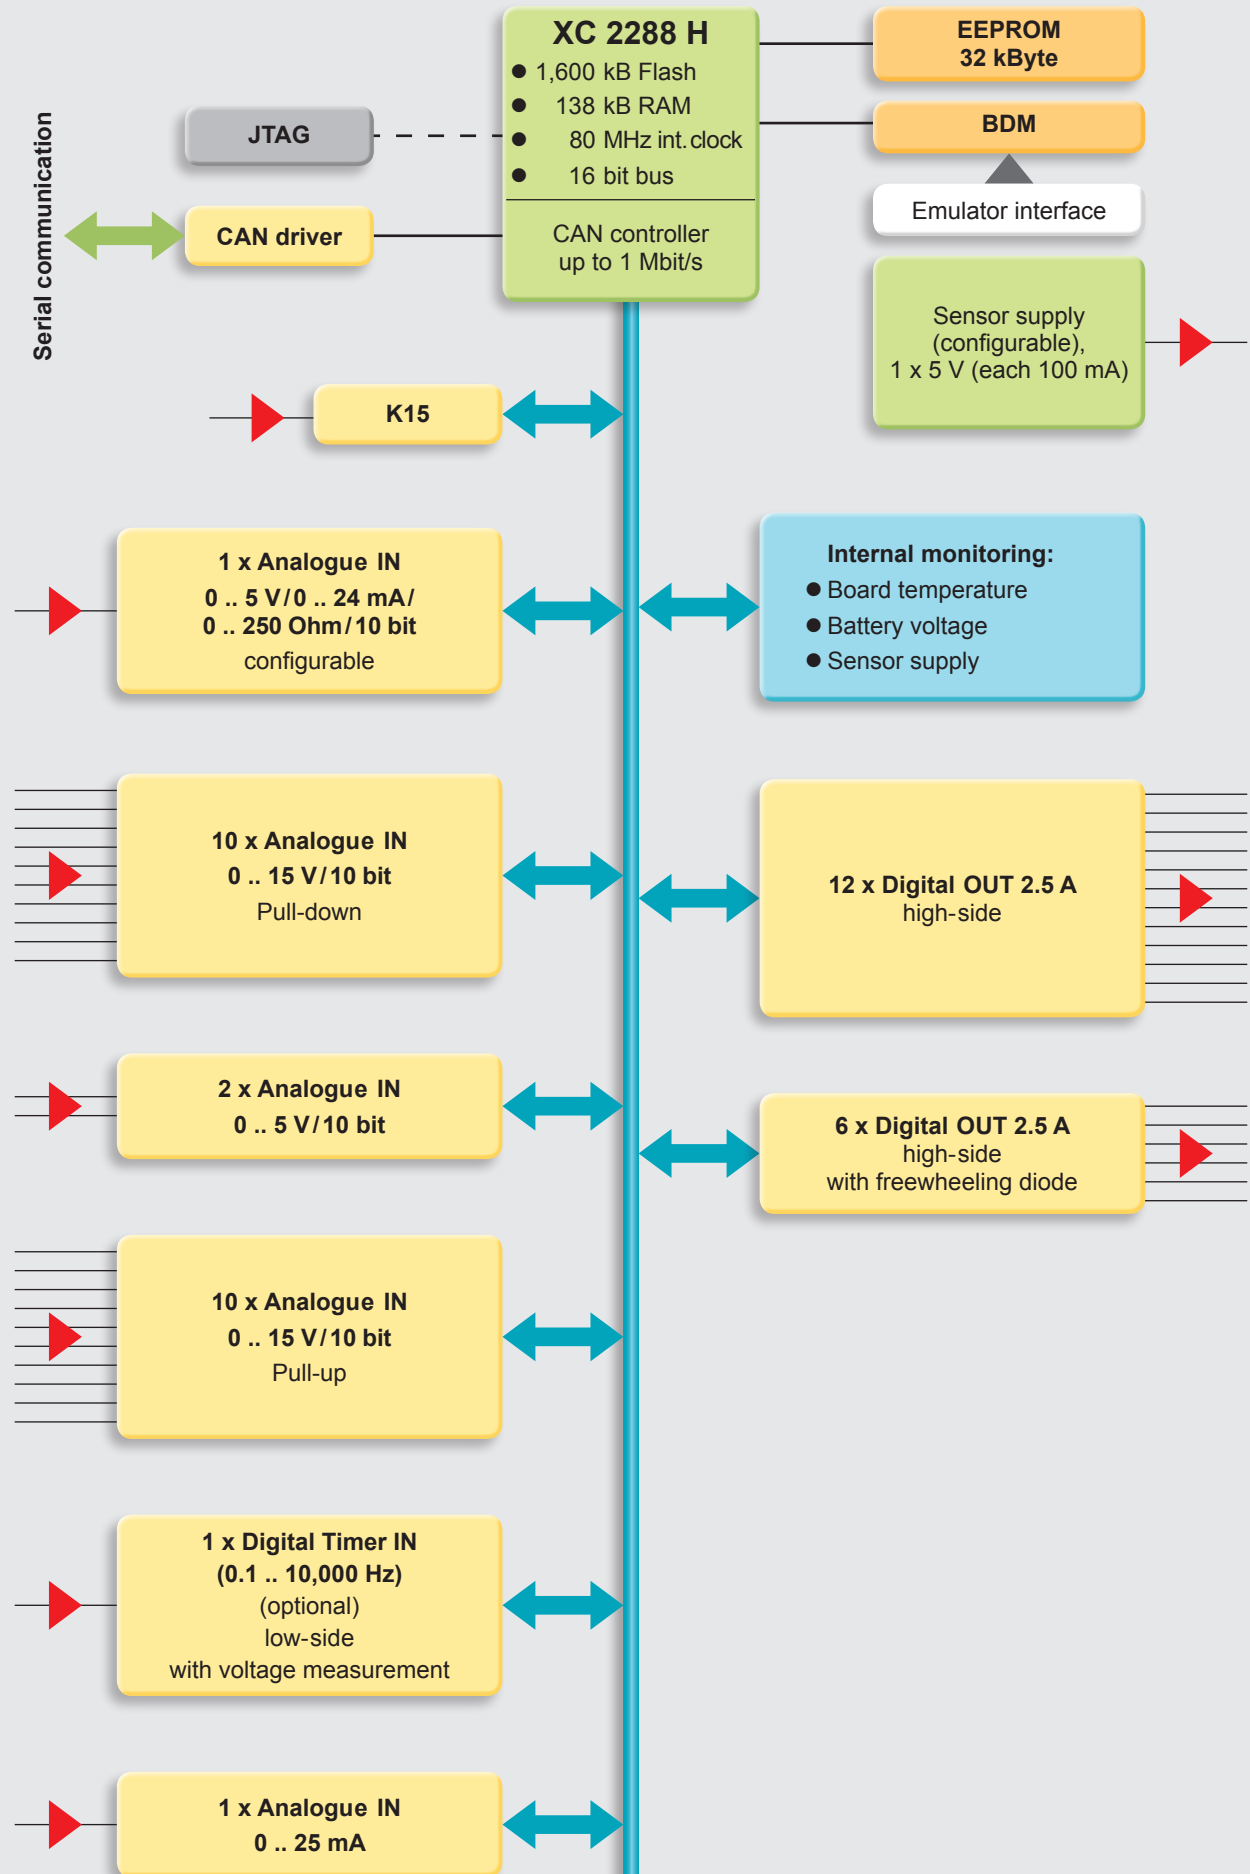 XC 2288 H
● 1,600 kB Flash
● 138 kB RAM
● 80 MHz int. clock
● 16 bit bus
CAN controller
up to 1 Mbit/s
EEPROM
32 kByte
BDM
Emulator interface
JTAG
Serial communication
CAN driver
Sensor supply
(configurable),
1 x 5 V (each 100 mA)
K15
1 x Analogue IN
0 .. 5 V/0 .. 24 mA/
0 .. 250 Ohm/10 bit
configurable
Internal monitoring:
● Board temperature
● Battery voltage
● Sensor supply
10 x Analogue IN
0 .. 15 V/10 bit
Pull-down
12 x Digital OUT 2.5 A
high-side
2 x Analogue IN
0 .. 5 V/10 bit
6 x Digital OUT 2.5 A
high-side
with freewheeling diode
10 x Analogue IN
0 .. 15 V/10 bit
Pull-up
1 x Digital Timer IN
(0.1 .. 10,000 Hz)
(optional)
low-side
with voltage measurement
1 x Analogue IN
0 .. 25 mA